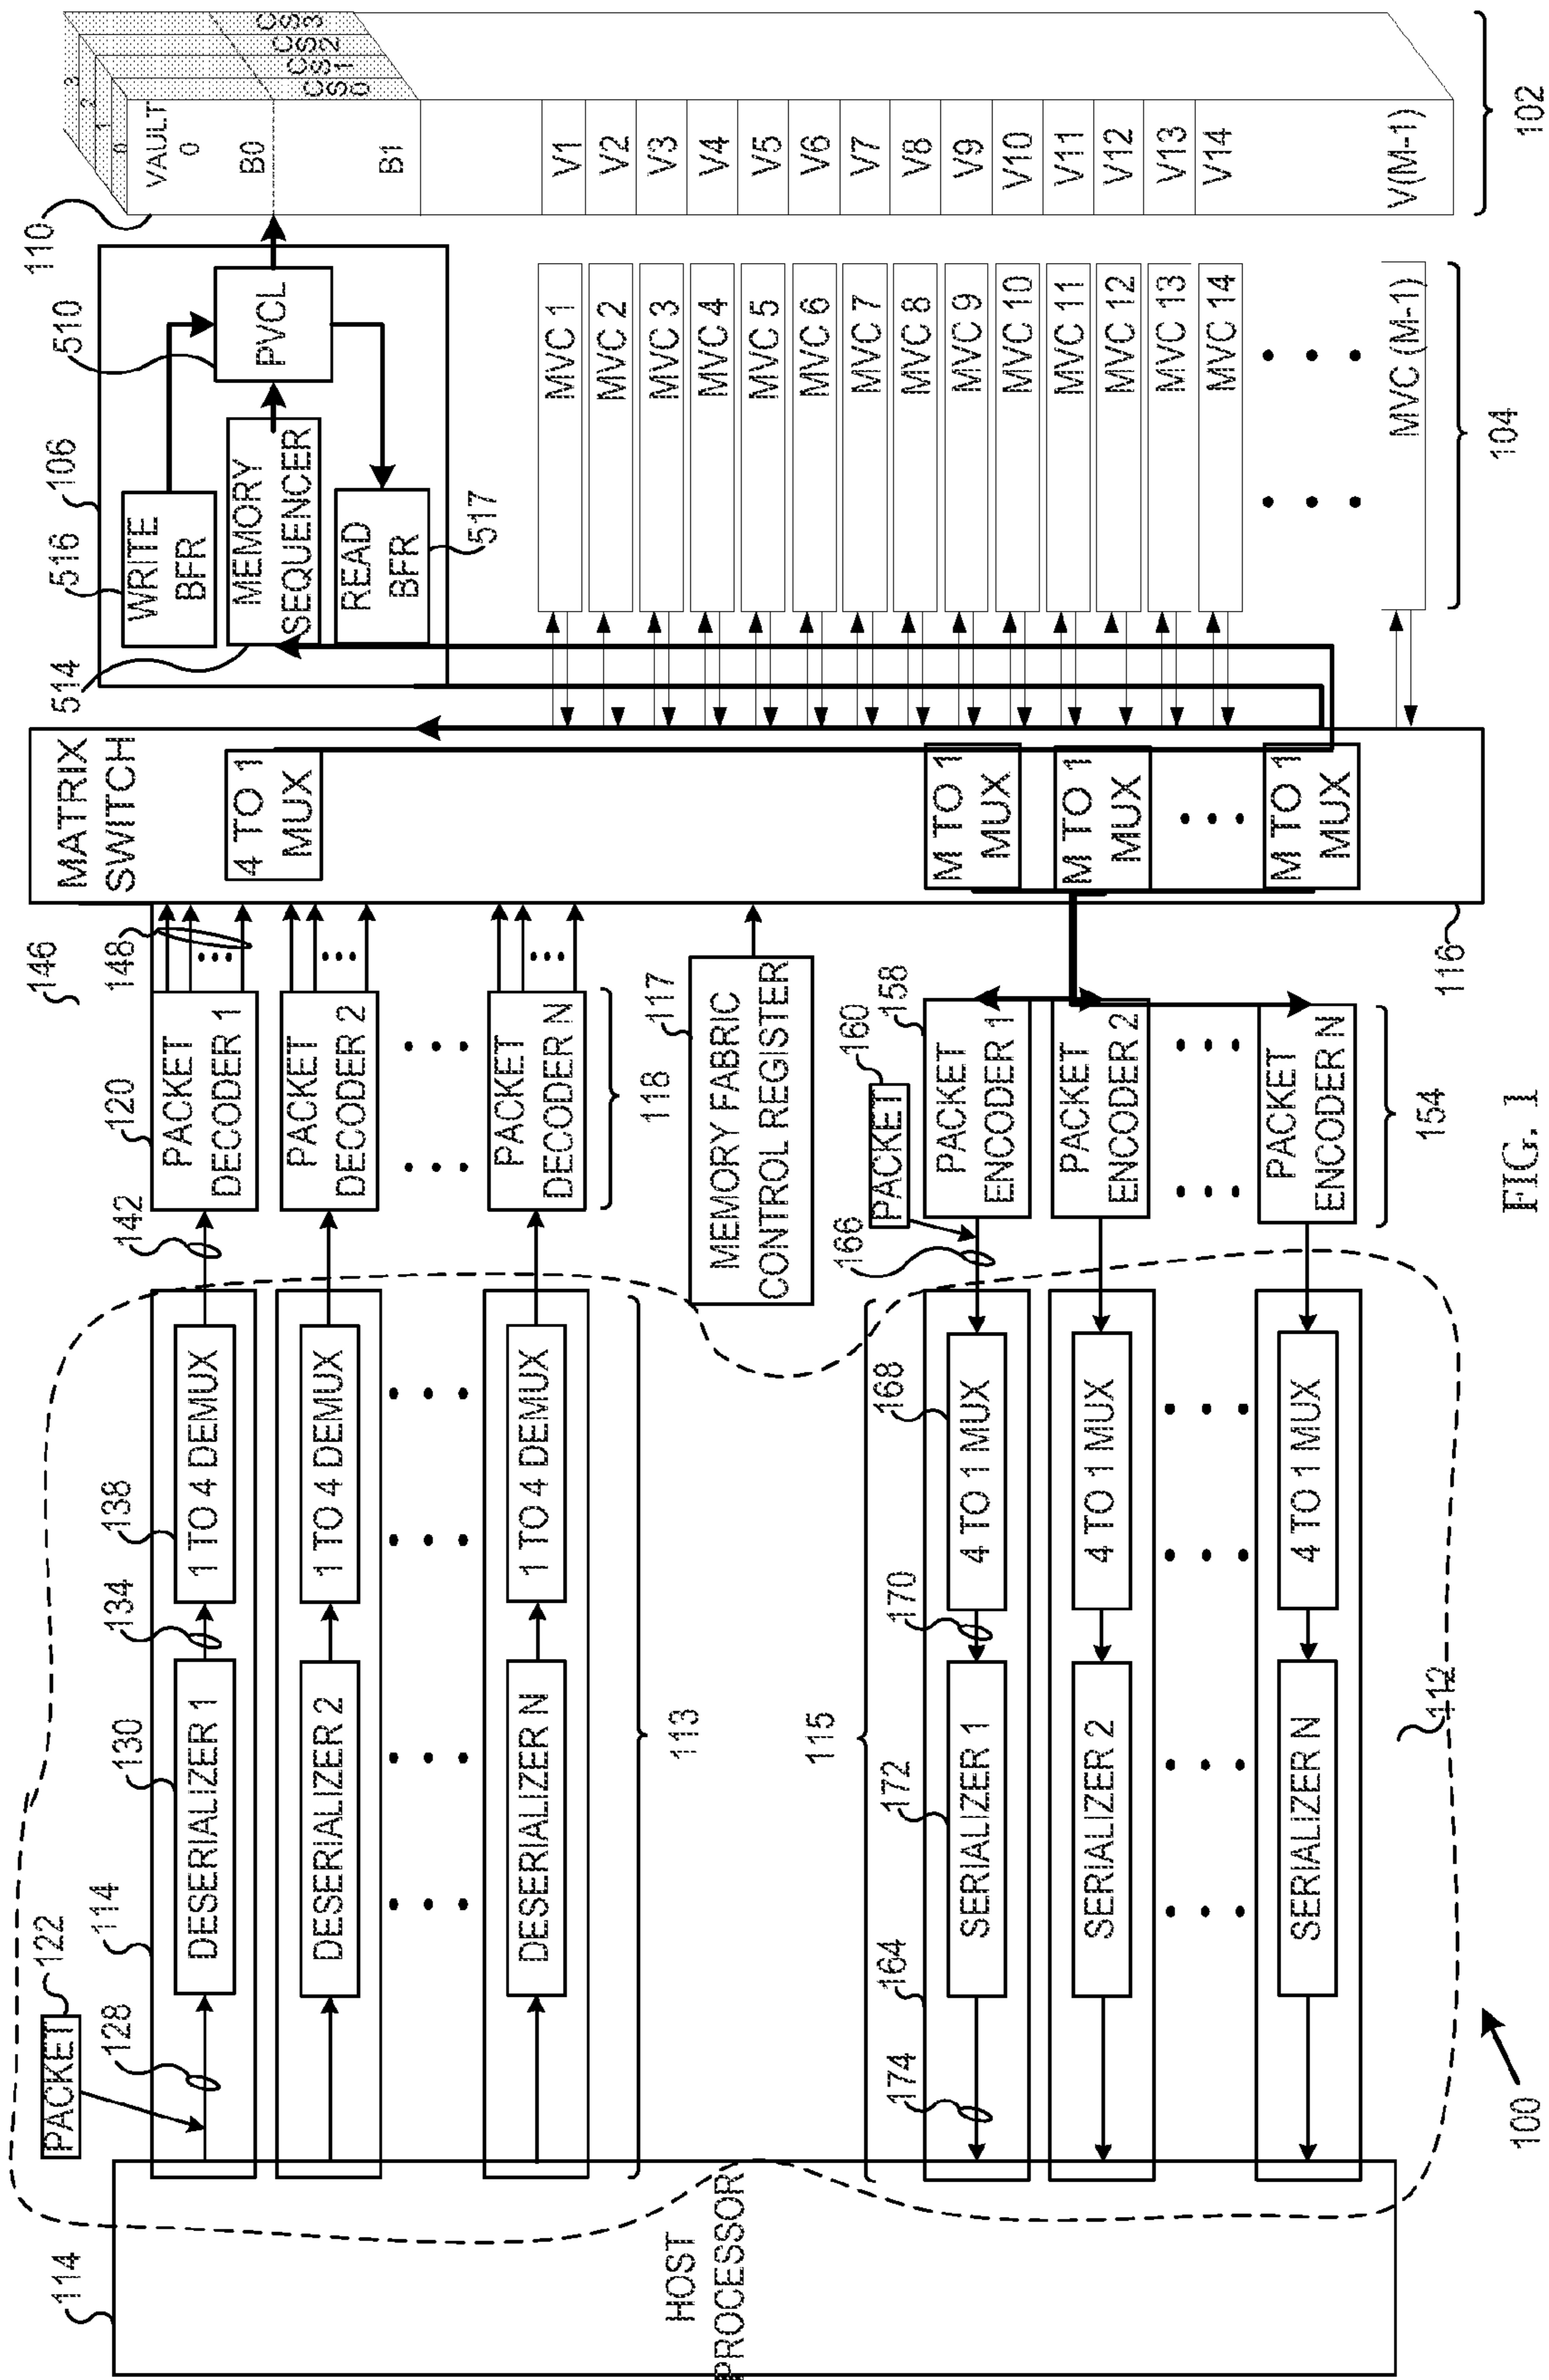 114
HOST
PROCESSOR
PACKET
122
128
114
DESERIALIZER 1
130
134
1 TO 4 DEMUX
138
142
DESERIALIZER 2
1 TO 4 DEMUX
DESERIALIZER N
1 TO 4 DEMUX
113
120
PACKET
DECODER 1
146
148
PACKET
DECODER 2
PACKET
DECODER N
118
117
MEMORY FABRIC
CONTROL REGISTER
115
174
164
SERIALIZER 1
172
170
4 TO 1 MUX
168
166
PACKET
160
158
PACKET
ENCODER 1
SERIALIZER 2
4 TO 1 MUX
PACKET
ENCODER 2
SERIALIZER N
4 TO 1 MUX
PACKET
ENCODER N
154
112
100
MATRIX
SWITCH
4 TO 1
MUX
M TO 1
MUX
M TO 1
MUX
M TO 1
MUX
116
514
516
106
510
110
WRITE
BFR
MEMORY
SEQUENCER
READ
BFR
517
PVCL
MVC 1
MVC 2
MVC 3
MVC 4
MVC 5
MVC 6
MVC 7
MVC 8
MVC 9
MVC 10
MVC 11
MVC 12
MVC 13
MVC 14
MVC (M-1)
104
0
1
2
3
VAULT
0
B0
B1
CS
0
CS
1
CS
2
CS
3
V1
V2
V3
V4
V5
V6
V7
V8
V9
V10
V11
V12
V13
V14
V(M-1)
102
FIG. 1